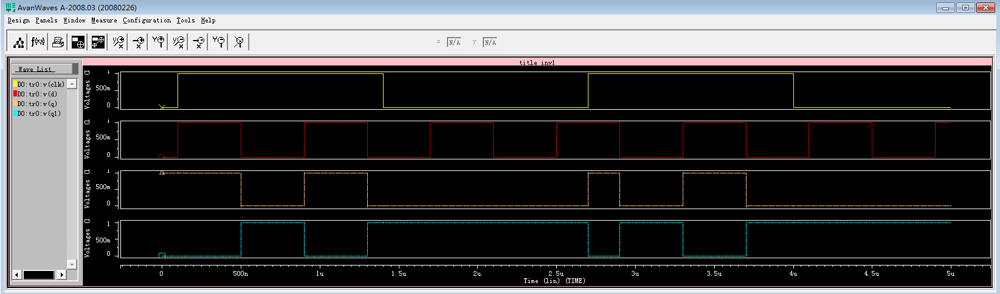 AvanWaves A-2008.03 (20080226)
Design Panels Window Measure Configuration Tools Help
f(x,y) y x x Y y x x Y
x N/A y N/A
title inv1
Wave List
D0:tr0:v(clk)
D0:tr0:v(d)
D0:tr0:v(q)
D0:tr0:v(q1)
Voltages (l
1
500m
0
Voltages (l
1
500m
0
Voltages (l
1
500m
0
Voltages (l
1
500m
0
0 500n 1u 1.5u 2u 2.5u 3u 3.5u 4u 4.5u 5u
Time (lin) (TIME)